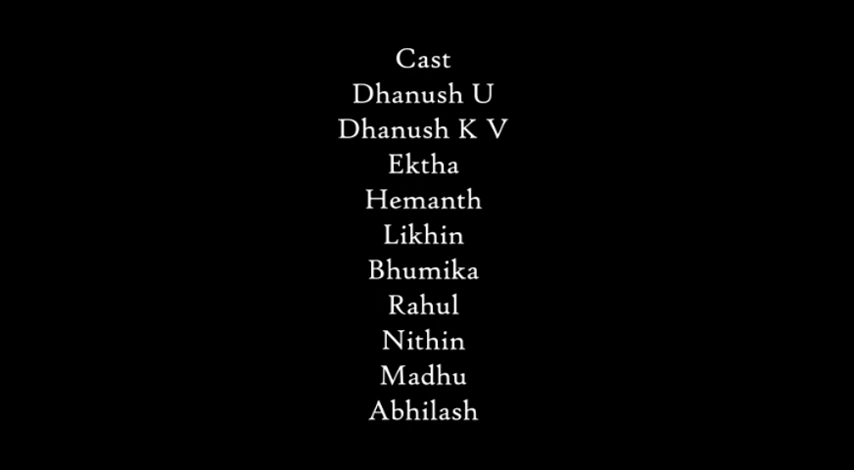 Cast
Dhanush U
Dhanush K V
Ektha
Hemanth
Likhin
Bhumika
Rahul
Nithin
Madhu
Abhilash